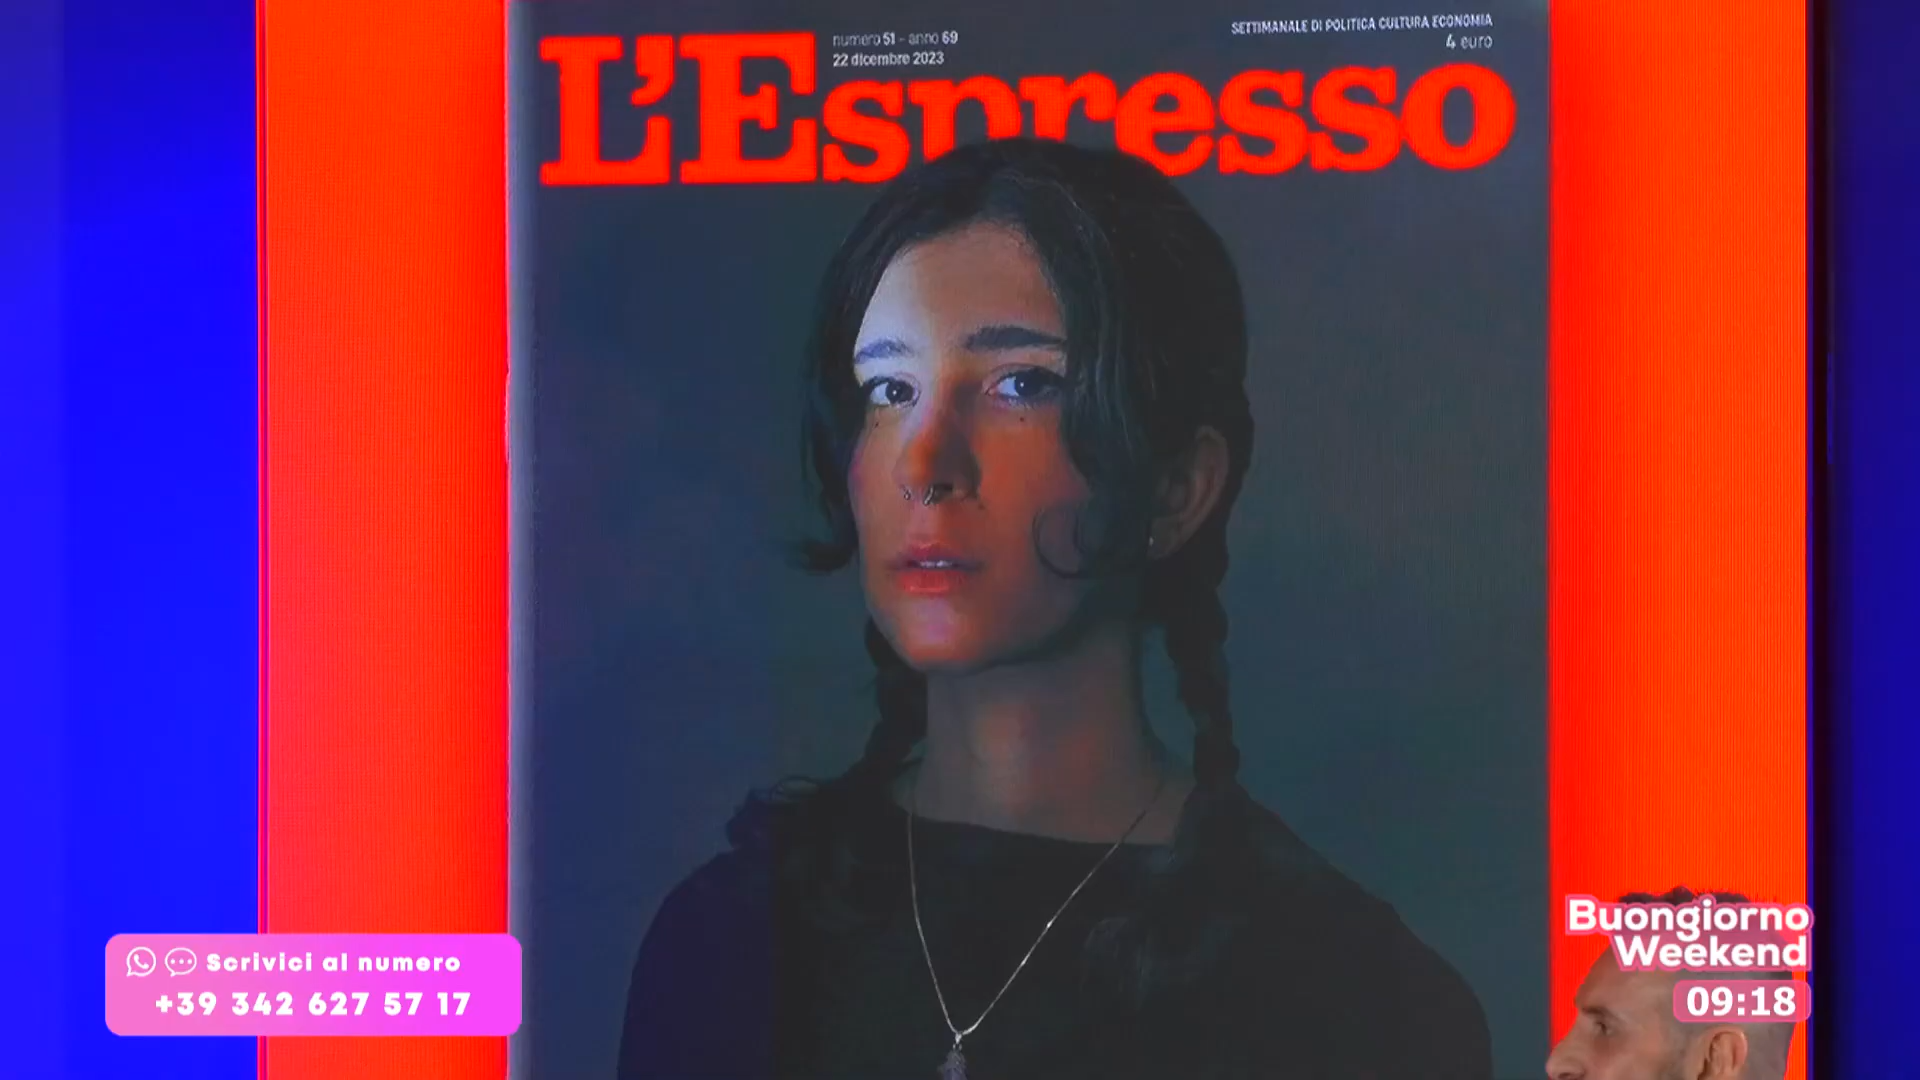 numero 51 - anno 69
22 dicembre 2023
SETTIMANALE DI POLITICA CULTURA ECONOMIA
4 euro
L'Espresso
Scrivici al numero
+39 342 627 57 17
Buongiorno
Weekend
09:18